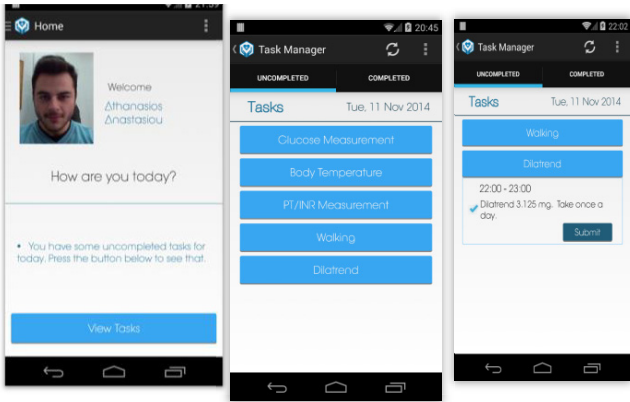 Home
Welcome
Δthanasios
Δnastasiou
How are you today?
• You have some uncompleted tasks for
today. Press the button below to see that.
View Tasks
20:45
Task Manager
UNCOMPLETED
COMPLETED
Tasks
Tue, 11 Nov 2014
Glucose Measurement
Body Temperature
PT/INR Measurement
Walking
Dilatrend
22:02
Task Manager
UNCOMPLETED
COMPLETED
Tasks
Tue, 11 Nov 2014
Walking
Dilatrend
22:00 - 23:00
Dilatrend 3.125 mg. Take once a
day.
Submit